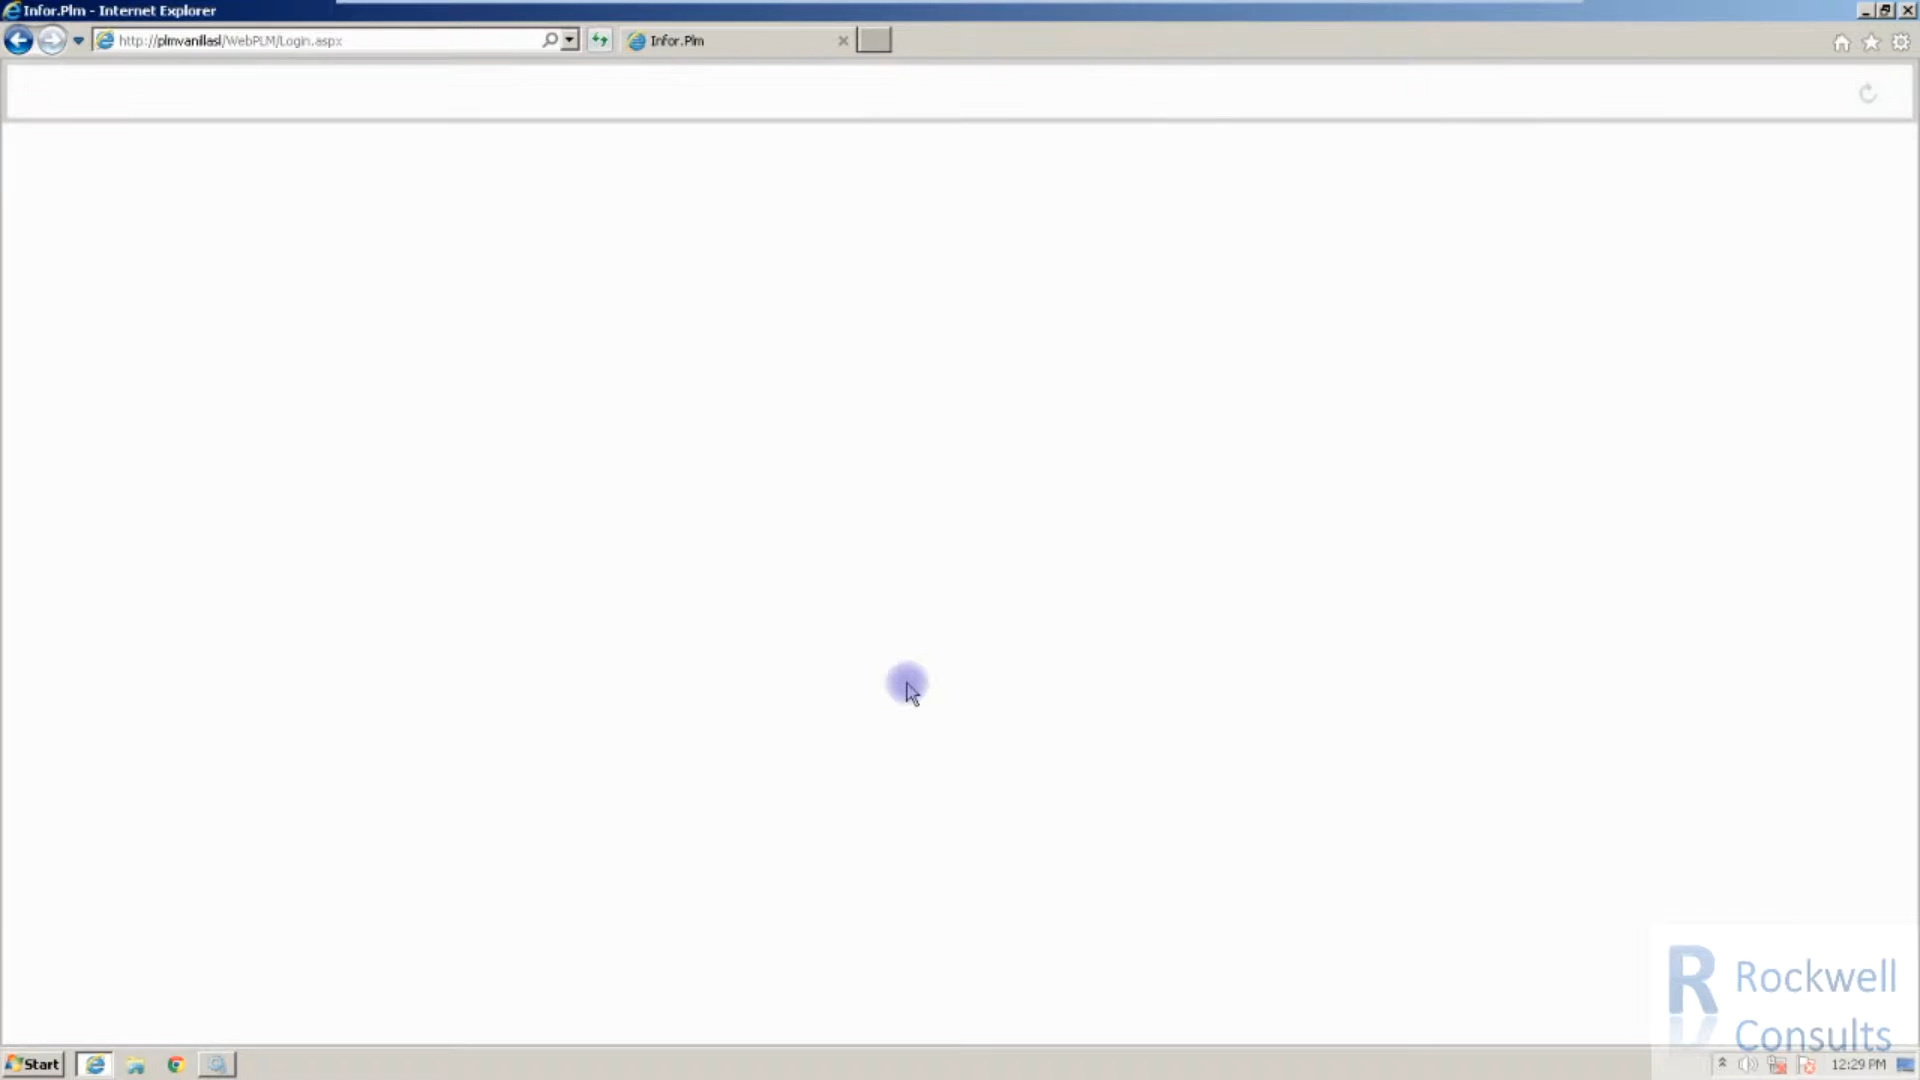 Infor.Plm - Internet Explorer
http://plmvanillasl/WebPLM/Login.aspx
Infor.Plm
Rockwell
Consults
Start
12:29 PM